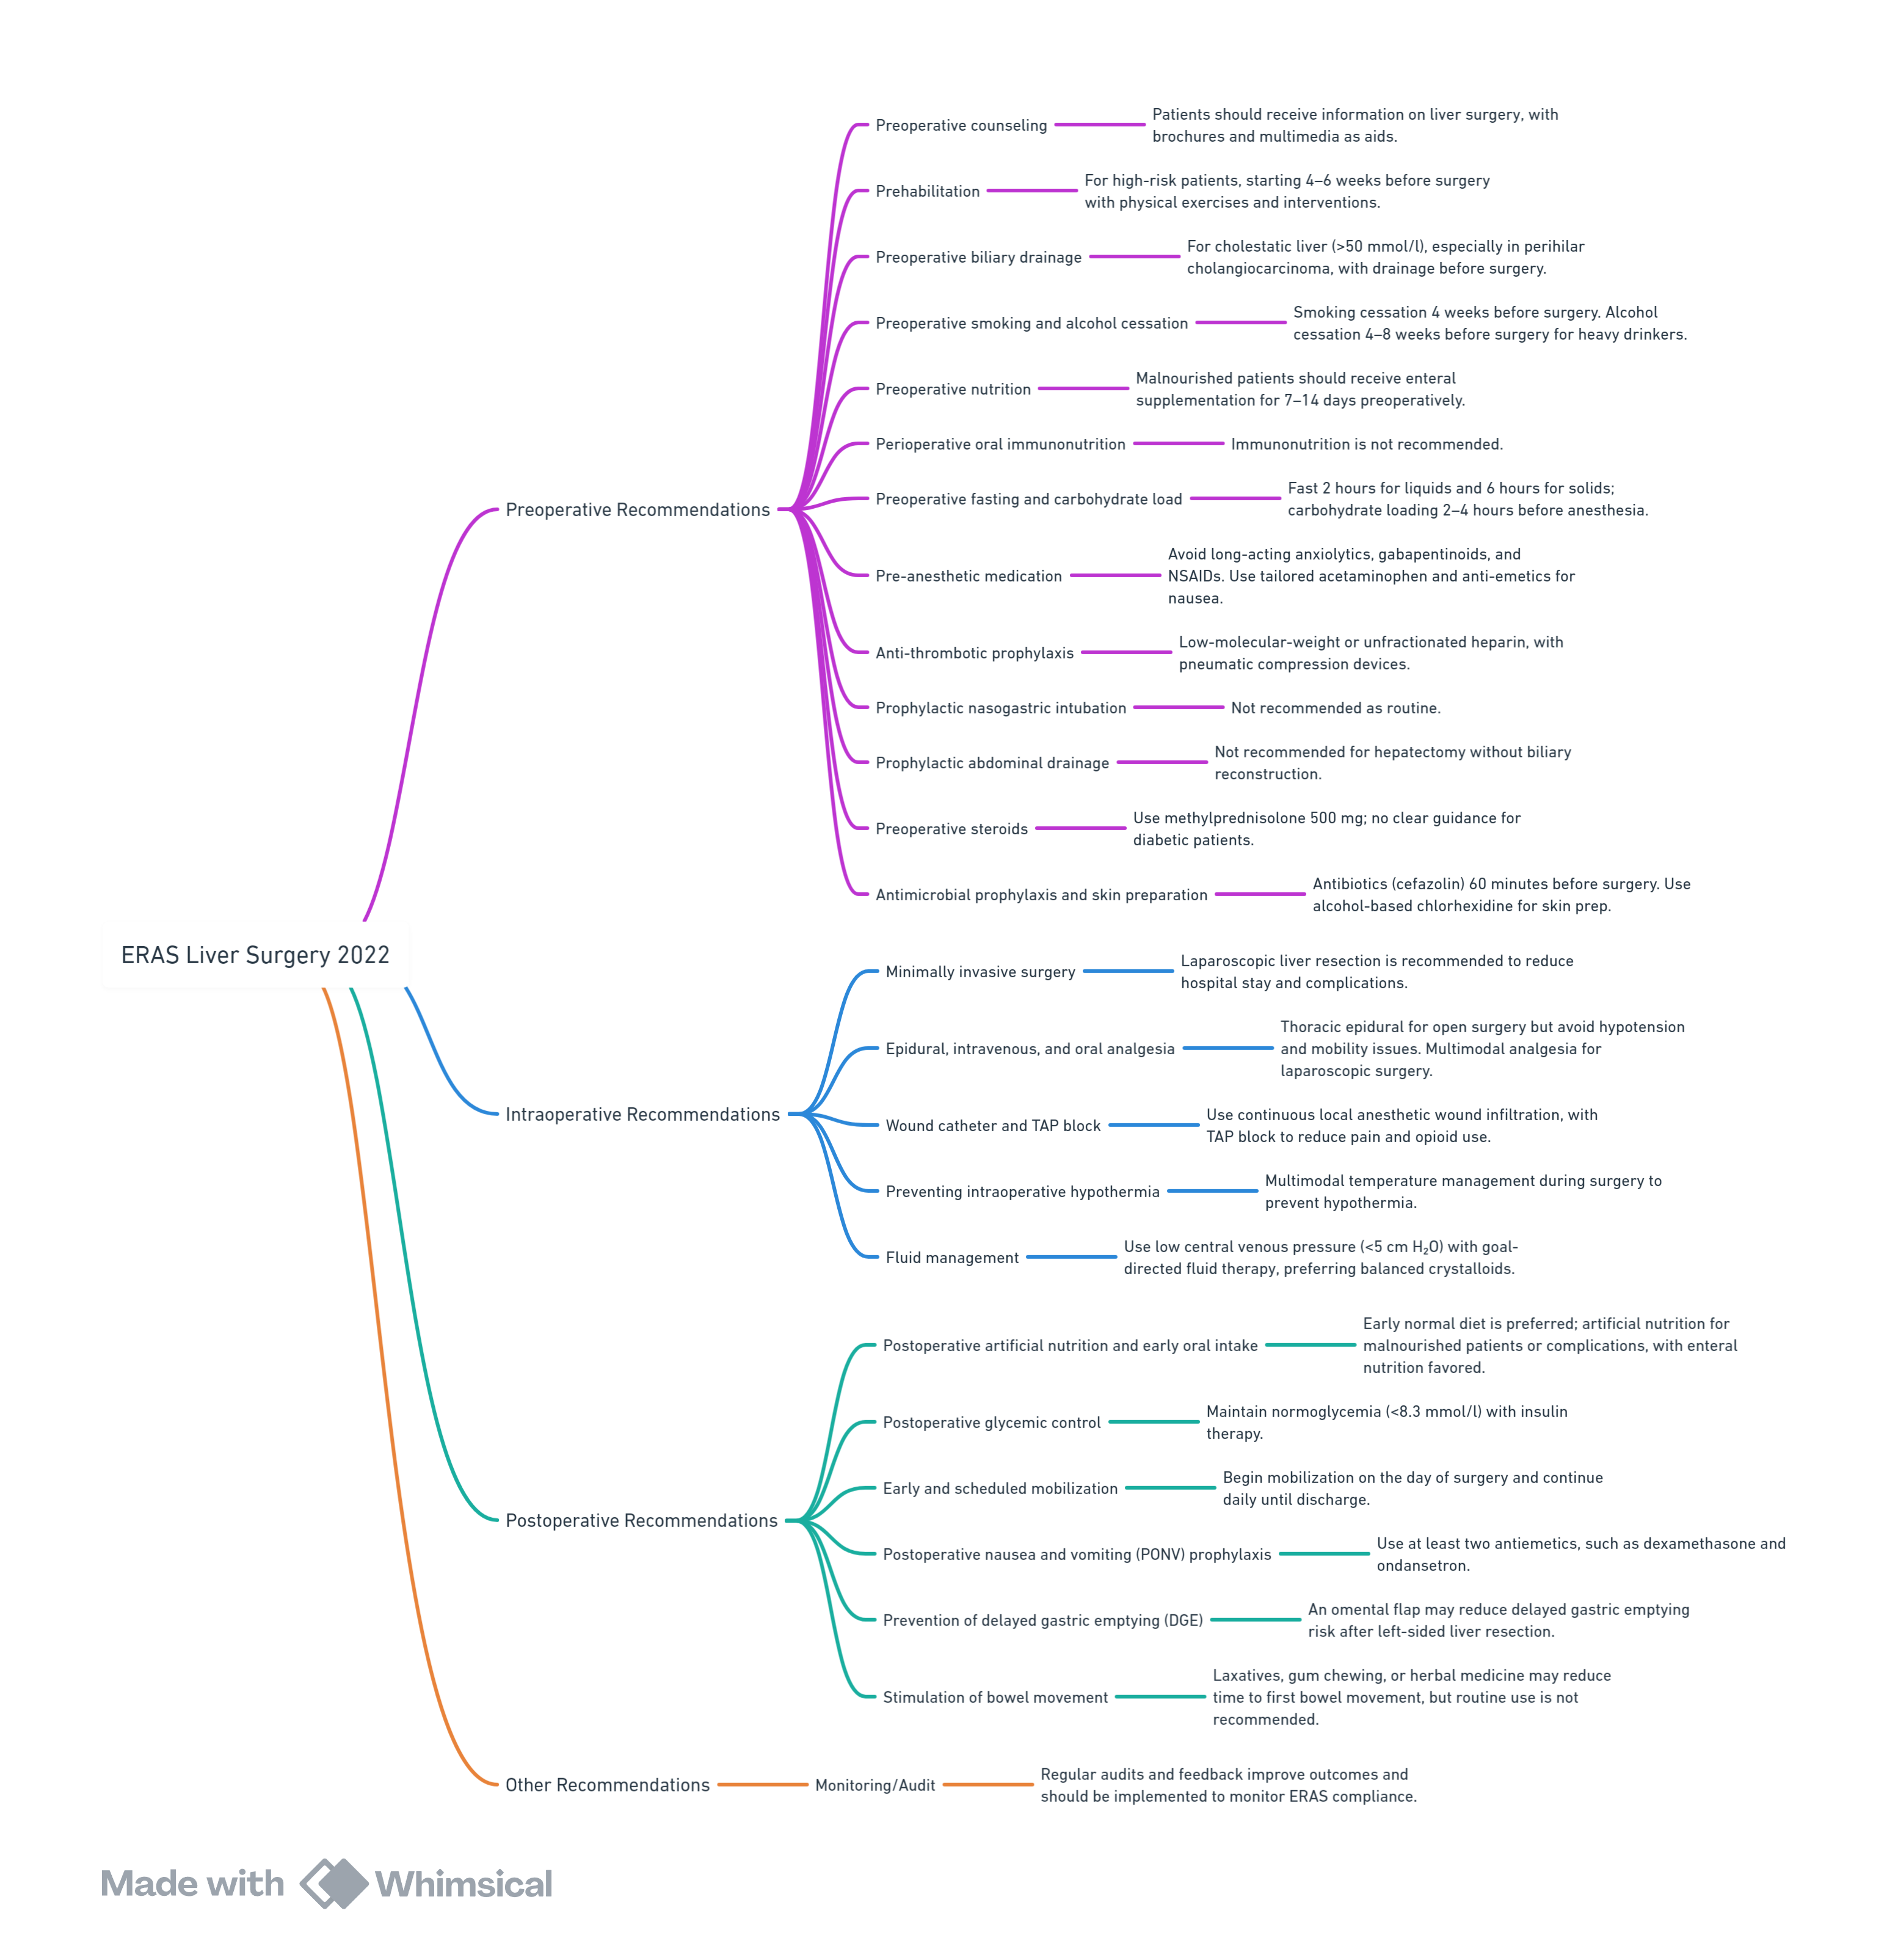 ERAS Liver Surgery 2022
Preoperative Recommendations
Preoperative counseling
Patients should receive information on liver surgery, with
brochures and multimedia as aids.
Prehabilitation
For high-risk patients, starting 4–6 weeks before surgery
with physical exercises and interventions.
Preoperative biliary drainage
For cholestatic liver (>50 mmol/l), especially in perihilar
cholangiocarcinoma, with drainage before surgery.
Preoperative smoking and alcohol cessation
Smoking cessation 4 weeks before surgery. Alcohol
cessation 4–8 weeks before surgery for heavy drinkers.
Preoperative nutrition
Malnourished patients should receive enteral
supplementation for 7–14 days preoperatively.
Perioperative oral immunonutrition
Immunonutrition is not recommended.
Preoperative fasting and carbohydrate load
Fast 2 hours for liquids and 6 hours for solids;
carbohydrate loading 2–4 hours before anesthesia.
Pre-anesthetic medication
Avoid long-acting anxiolytics, gabapentinoids, and
NSAIDs. Use tailored acetaminophen and anti-emetics for
nausea.
Anti-thrombotic prophylaxis
Low-molecular-weight or unfractionated heparin, with
pneumatic compression devices.
Prophylactic nasogastric intubation
Not recommended as routine.
Prophylactic abdominal drainage
Not recommended for hepatectomy without biliary
reconstruction.
Preoperative steroids
Use methylprednisolone 500 mg; no clear guidance for
diabetic patients.
Antimicrobial prophylaxis and skin preparation
Antibiotics (cefazolin) 60 minutes before surgery. Use
alcohol-based chlorhexidine for skin prep.
Intraoperative Recommendations
Minimally invasive surgery
Laparoscopic liver resection is recommended to reduce
hospital stay and complications.
Epidural, intravenous, and oral analgesia
Thoracic epidural for open surgery but avoid hypotension
and mobility issues. Multimodal analgesia for
laparoscopic surgery.
Wound catheter and TAP block
Use continuous local anesthetic wound infiltration, with
TAP block to reduce pain and opioid use.
Preventing intraoperative hypothermia
Multimodal temperature management during surgery to
prevent hypothermia.
Fluid management
Use low central venous pressure (<5 cm H₂O) with goal-
directed fluid therapy, preferring balanced crystalloids.
Postoperative Recommendations
Postoperative artificial nutrition and early oral intake
Early normal diet is preferred; artificial nutrition for
malnourished patients or complications, with enteral
nutrition favored.
Postoperative glycemic control
Maintain normoglycemia (<8.3 mmol/l) with insulin
therapy.
Early and scheduled mobilization
Begin mobilization on the day of surgery and continue
daily until discharge.
Postoperative nausea and vomiting (PONV) prophylaxis
Use at least two antiemetics, such as dexamethasone and
ondansetron.
Prevention of delayed gastric emptying (DGE)
An omental flap may reduce delayed gastric emptying
risk after left-sided liver resection.
Stimulation of bowel movement
Laxatives, gum chewing, or herbal medicine may reduce
time to first bowel movement, but routine use is not
recommended.
Other Recommendations
Monitoring/Audit
Regular audits and feedback improve outcomes and
should be implemented to monitor ERAS compliance.
Made with Whimsical